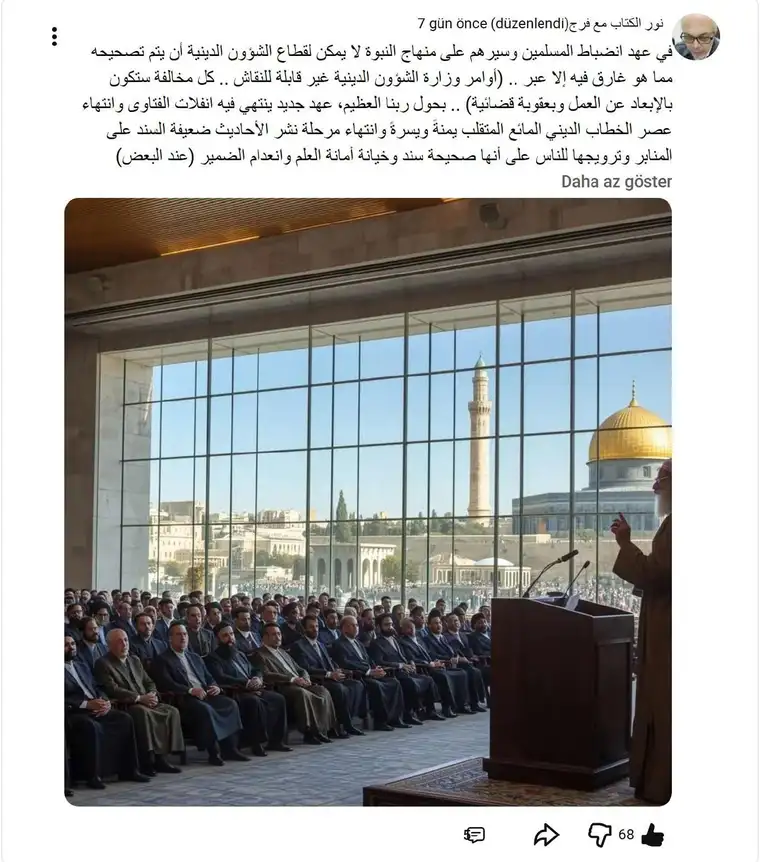 نور الكتاب مع فرج(düzenlendi) 7 gün önce
في عهد انضباط المسلمين وسيرهم على منهاج النبوة لا يمكن لقطاع الشؤون الدينية أن يتم تصحيحه
مما هو غارق فيه إلا عبر .. (أوامر وزارة الشؤون الدينية غير قابلة للنقاش .. كل مخالفة ستكون
بالإبعاد عن العمل وبعقوبة قضائية) .. بحول ربنا العظيم، عهد جديد ينتهي فيه انفلات الفتاوى وانتهاء
عصر الخطاب الديني المائع المتقلب يمنةً ويسرةً وانتهاء مرحلة نشر الأحاديث ضعيفة السند على
المنابر وترويجها للناس على أنها صحيحة سند وخيانة أمانة العلم وانعدام الضمير (عند البعض)
Daha az göster
68
5